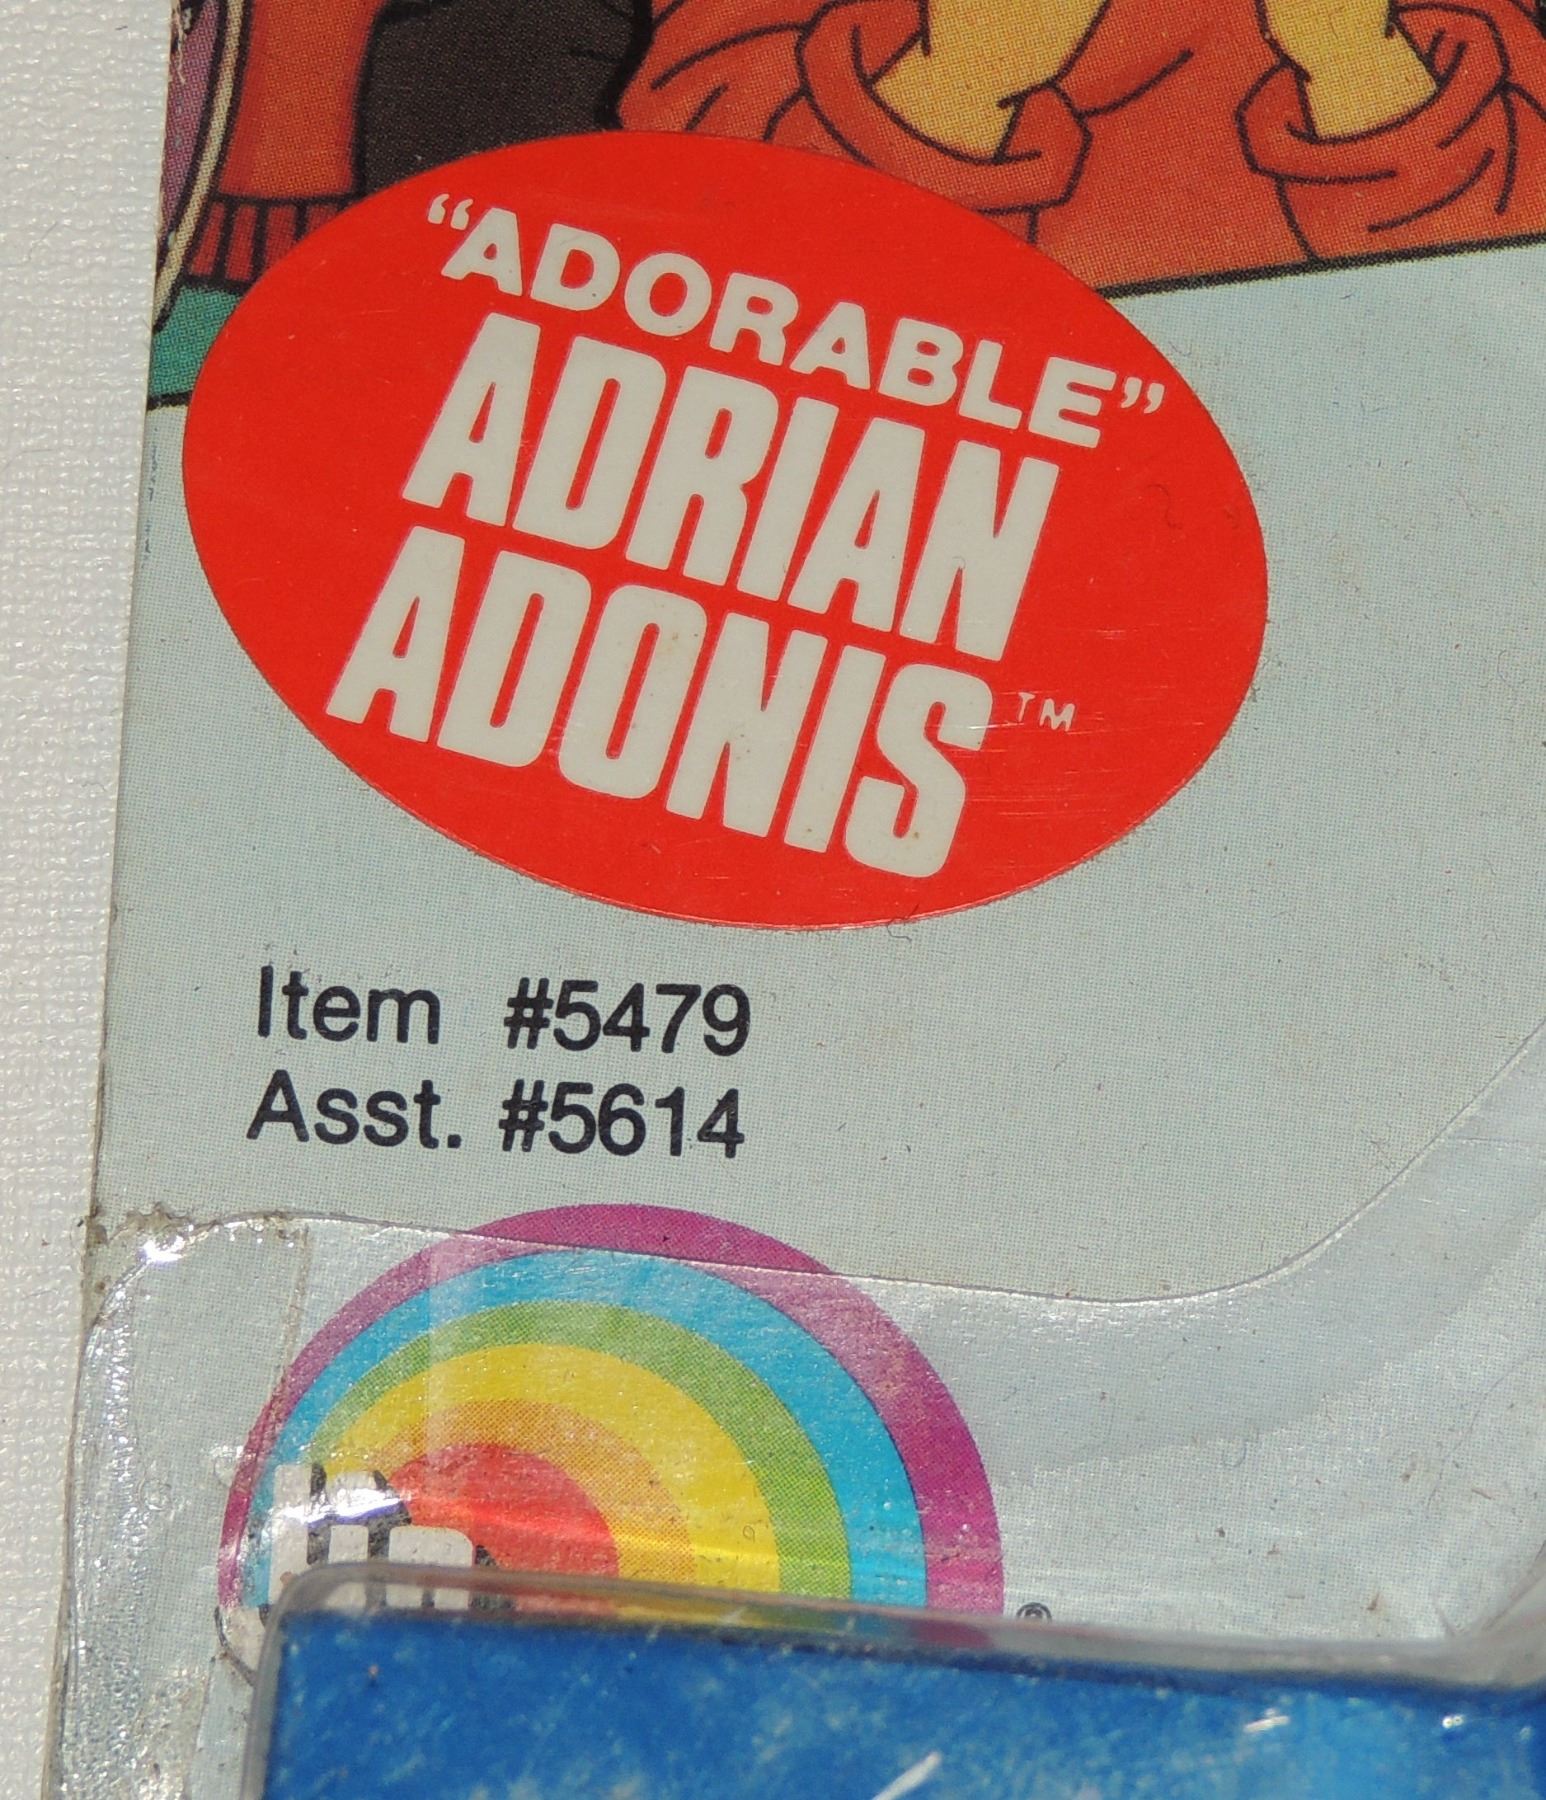 “ADORABLE”
ADRIAN
ADONIS™
Item #5479
Asst. #5614
®